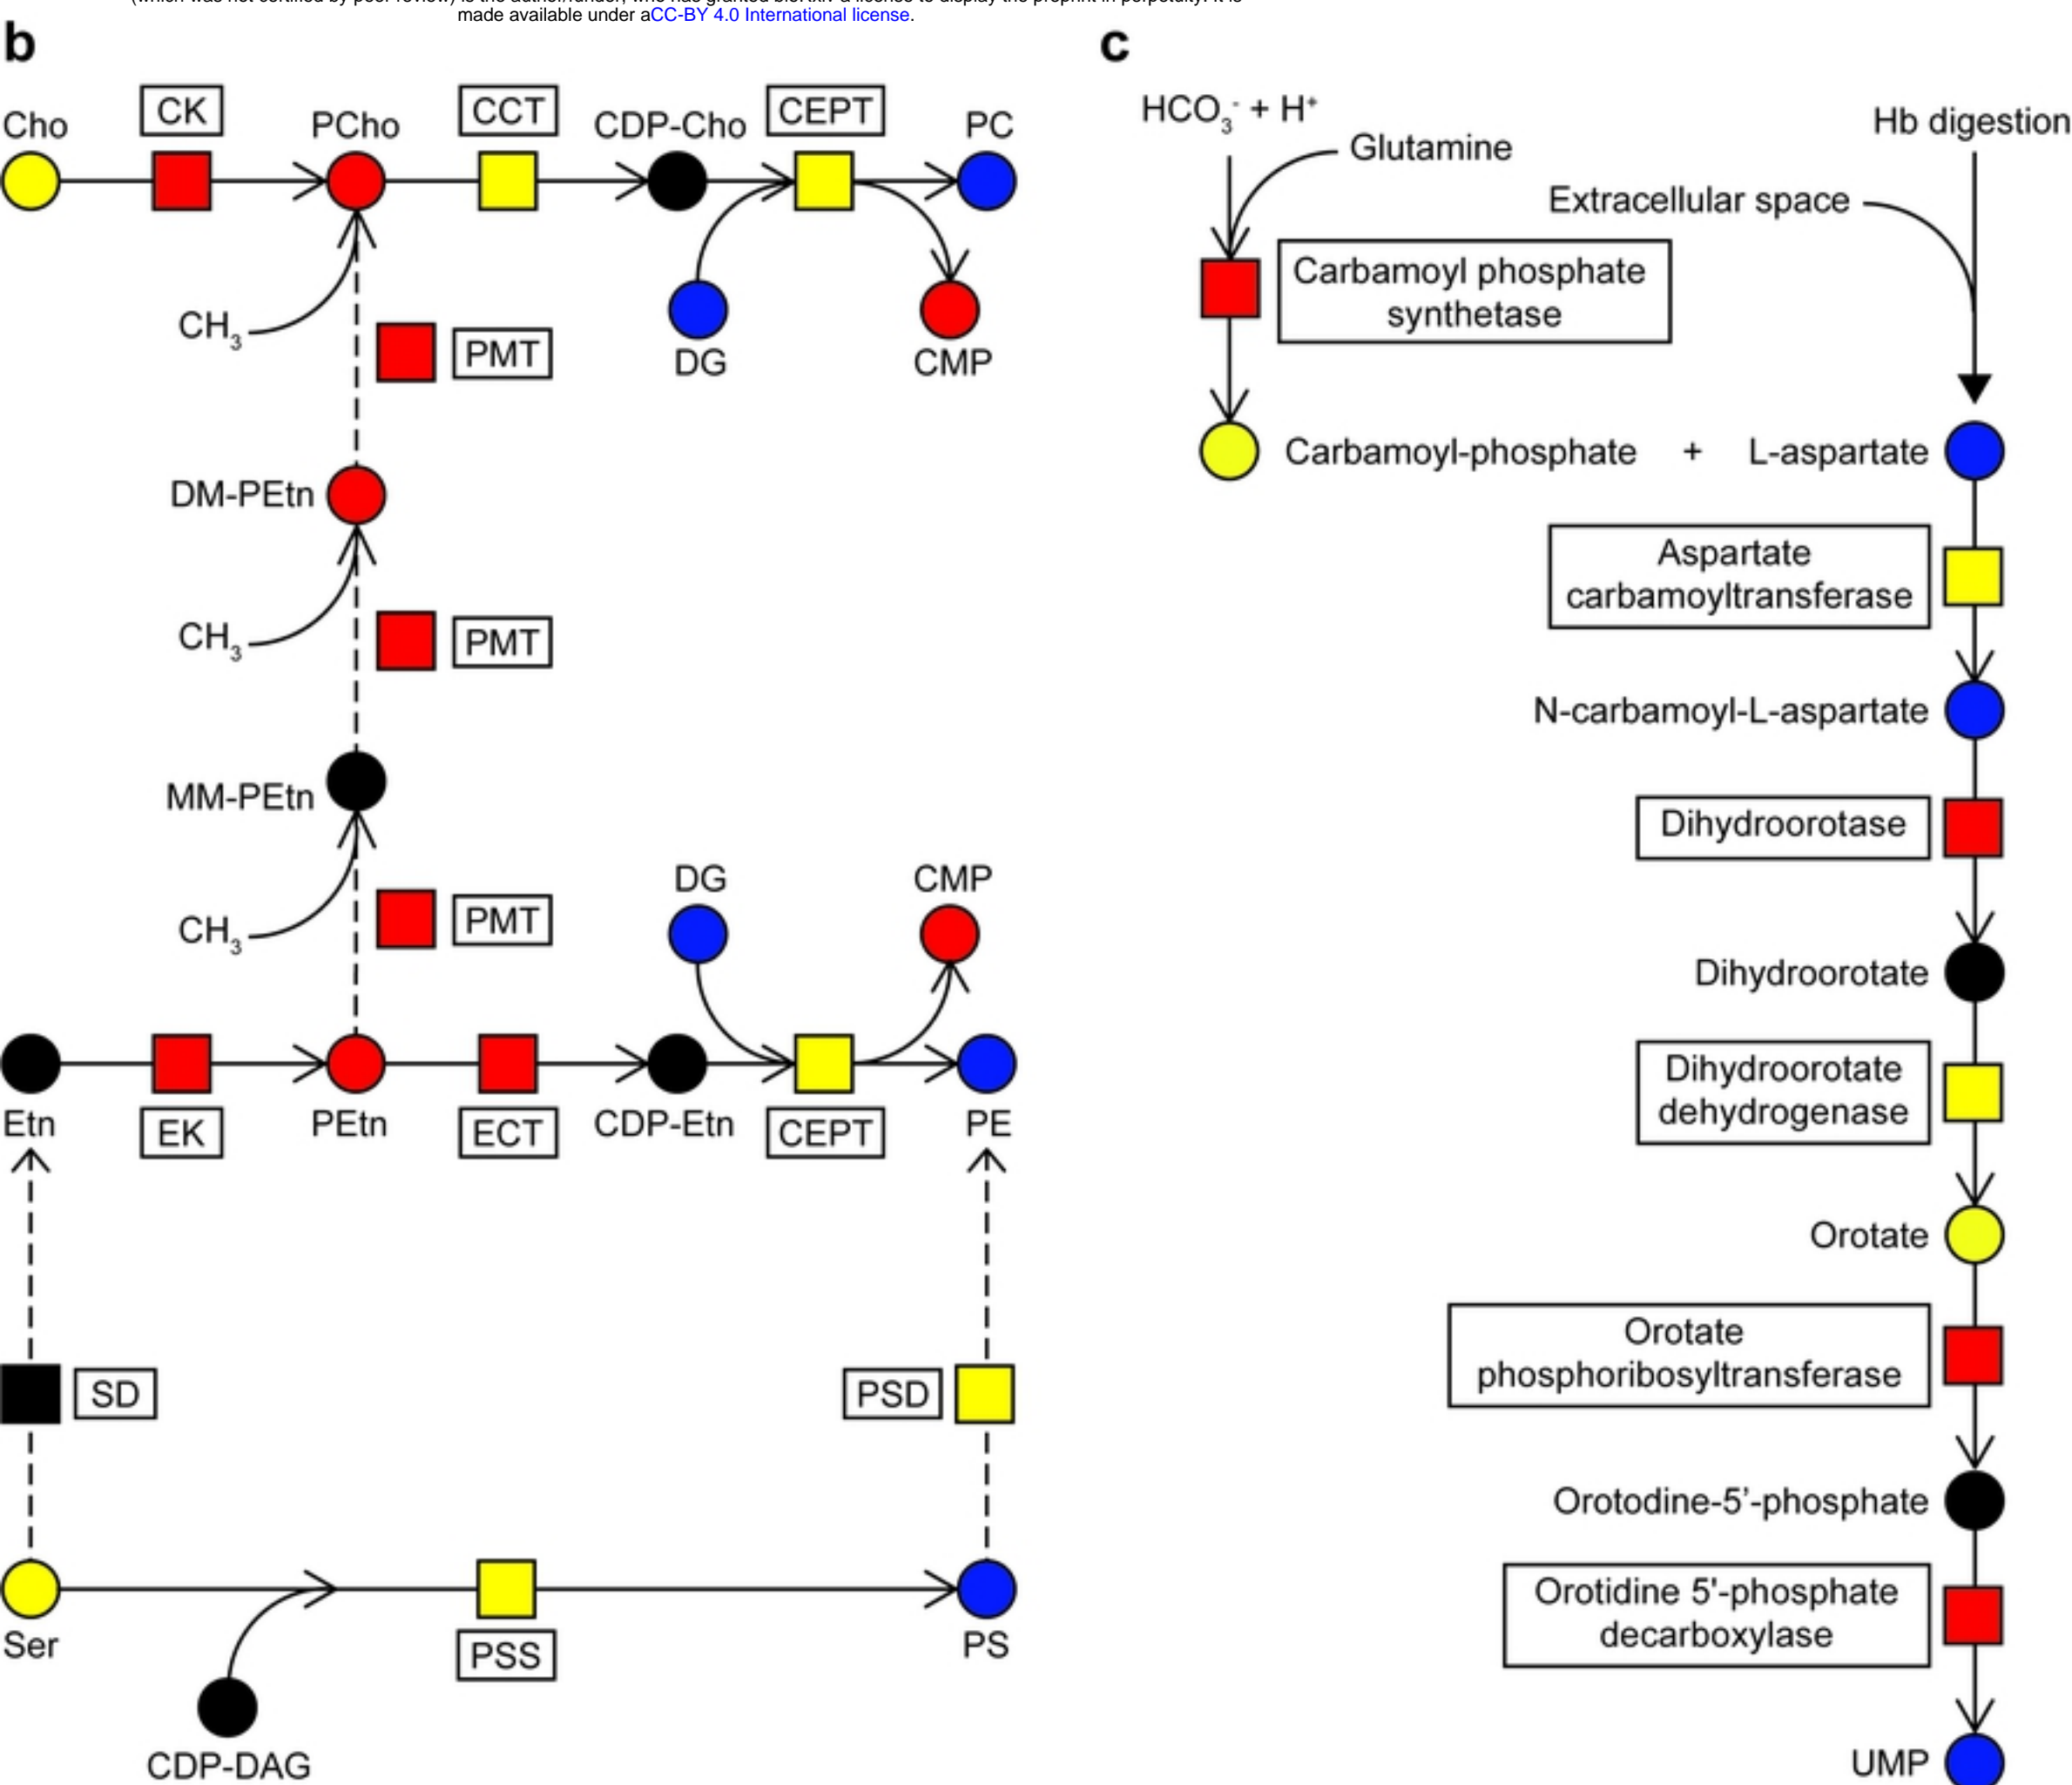 made available under aCC-BY 4.0 International license.
b
Cho
CK
PCho
CCT
CDP-Cho
CEPT
PC
CH3
PMT
DG
CMP
DM-PEtn
CH3
PMT
MM-PEtn
CH3
PMT
DG
CMP
Etn
EK
PEtn
ECT
CDP-Etn
CEPT
PE
SD
PSD
Ser
PSS
PS
CDP-DAG
c
HCO3- + H+
Glutamine
Hb digestion
Extracellular space
Carbamoyl phosphate
synthetase
Carbamoyl-phosphate + L-aspartate
Aspartate
carbamoyltransferase
N-carbamoyl-L-aspartate
Dihydroorotase
Dihydroorotate
Dihydroorotate
dehydrogenase
Orotate
Orotate
phosphoribosyltransferase
Orotodine-5’-phosphate
Orotidine 5'-phosphate
decarboxylase
UMP